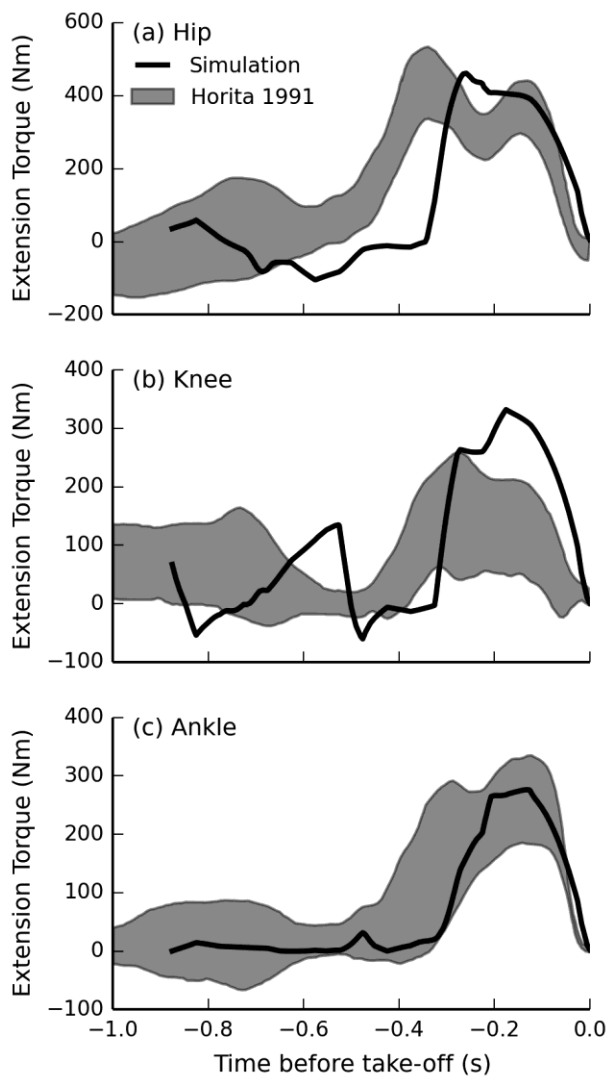 (a) Hip
Simulation
Horita 1991
Extension Torque (Nm)
600
400
200
0
−200
(b) Knee
Extension Torque (Nm)
400
300
200
100
0
−100
(c) Ankle
Extension Torque (Nm)
400
300
200
100
0
−100
−1.0 −0.8 −0.6 −0.4 −0.2 0.0
Time before take-off (s)